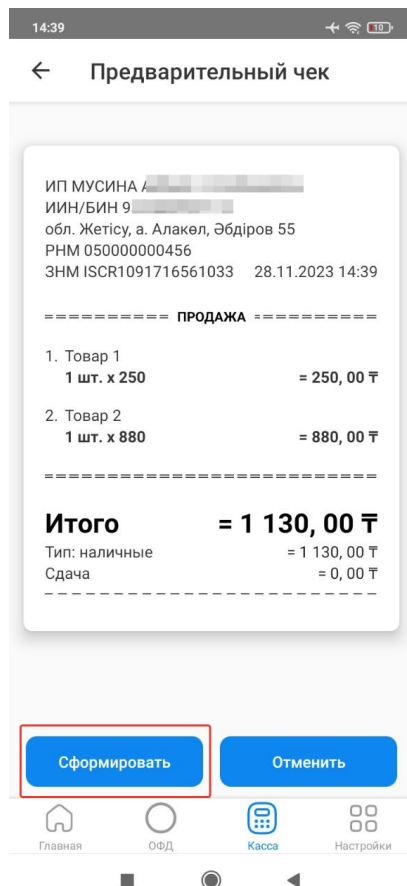 14:39
10
Предварительный чек
ИП МУСИНА
ИИН/БИН 9
обл. Жетісу, а. Алакөл, Әбдіров 55
РНМ 050000000456
ЗНМ ISCR1091716561033 28.11.2023 14:39
========== ПРОДАЖА ==========
1. Товар 1
1 шт. x 250 = 250, 00 ₸
2. Товар 2
1 шт. x 880 = 880, 00 ₸
===========================
Итого = 1 130, 00 ₸
Тип: наличные = 1 130, 00 ₸
Сдача = 0, 00 ₸
Сформировать Отменить
Главная ОФД Касса Настройки